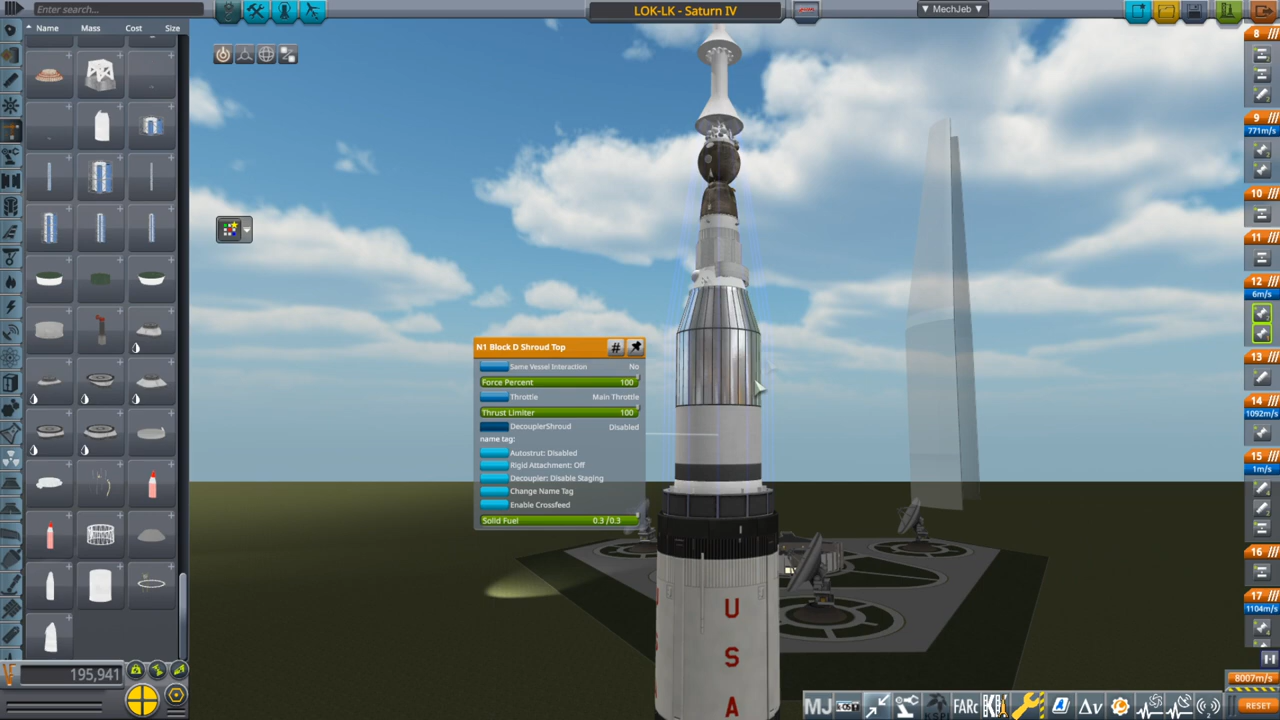 Enter search...
LOK-LK - Saturn IV
▼ MechJeb ▼
Name Mass Cost Size
8
9
771m/s
10
11
12
6m/s
13
14
1092m/s
15
1m/s
16
17
1104m/s
N1 Block D Shroud Top #
Same Vessel Interaction No
Force Percent 100
Throttle Main Throttle
Thrust Limiter 100
DecouplerShroud Disabled
name tag:
Autostrut: Disabled
Rigid Attachment: Off
Decoupler: Disable Staging
Change Name Tag
Enable Crossfeed
Solid Fuel 0.3 /0.3
U
S
A
195,941
8007m/s
MJ FARc Δv RESET